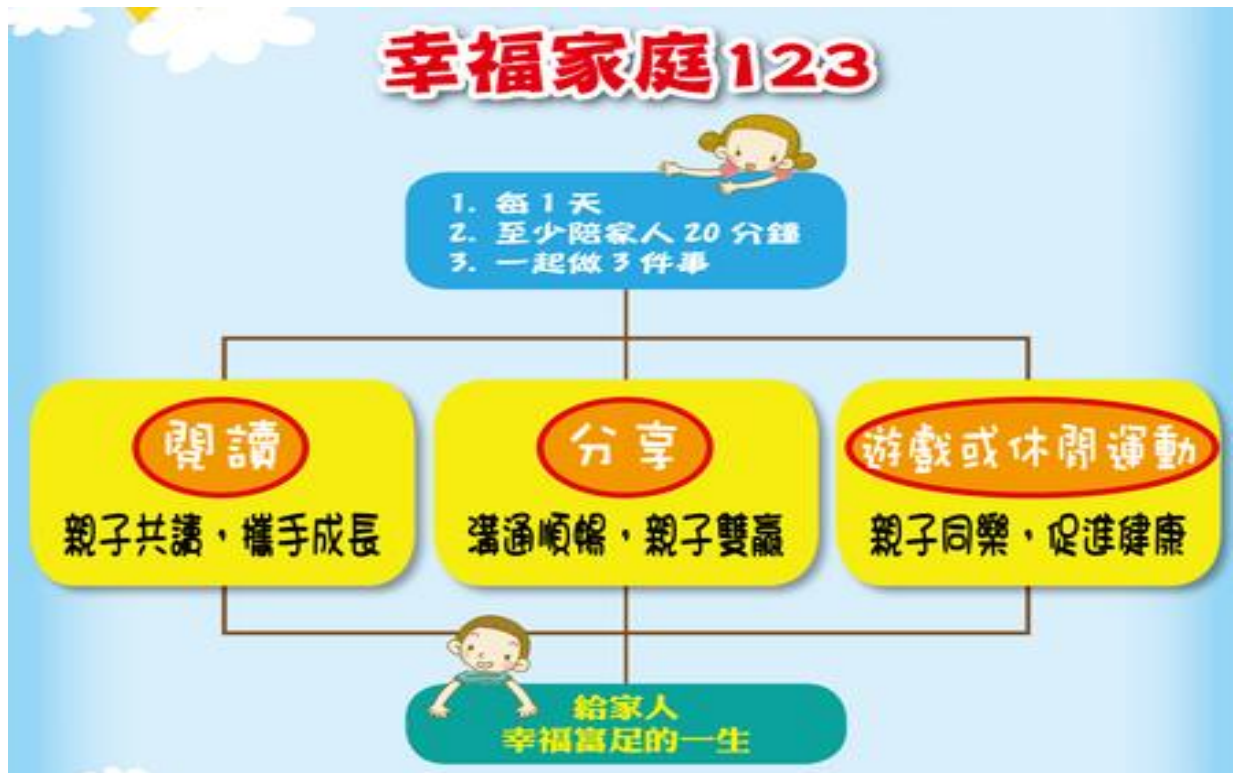 幸福家庭123
1. 每1天
2. 至少陪家人20分鐘
3. 一起做3件事
閱讀
親子共讀，攜手成長
分享
溝通順暢，親子雙贏
遊戲或休閒運動
親子同樂，促進健康
給家人
幸福富足的一生